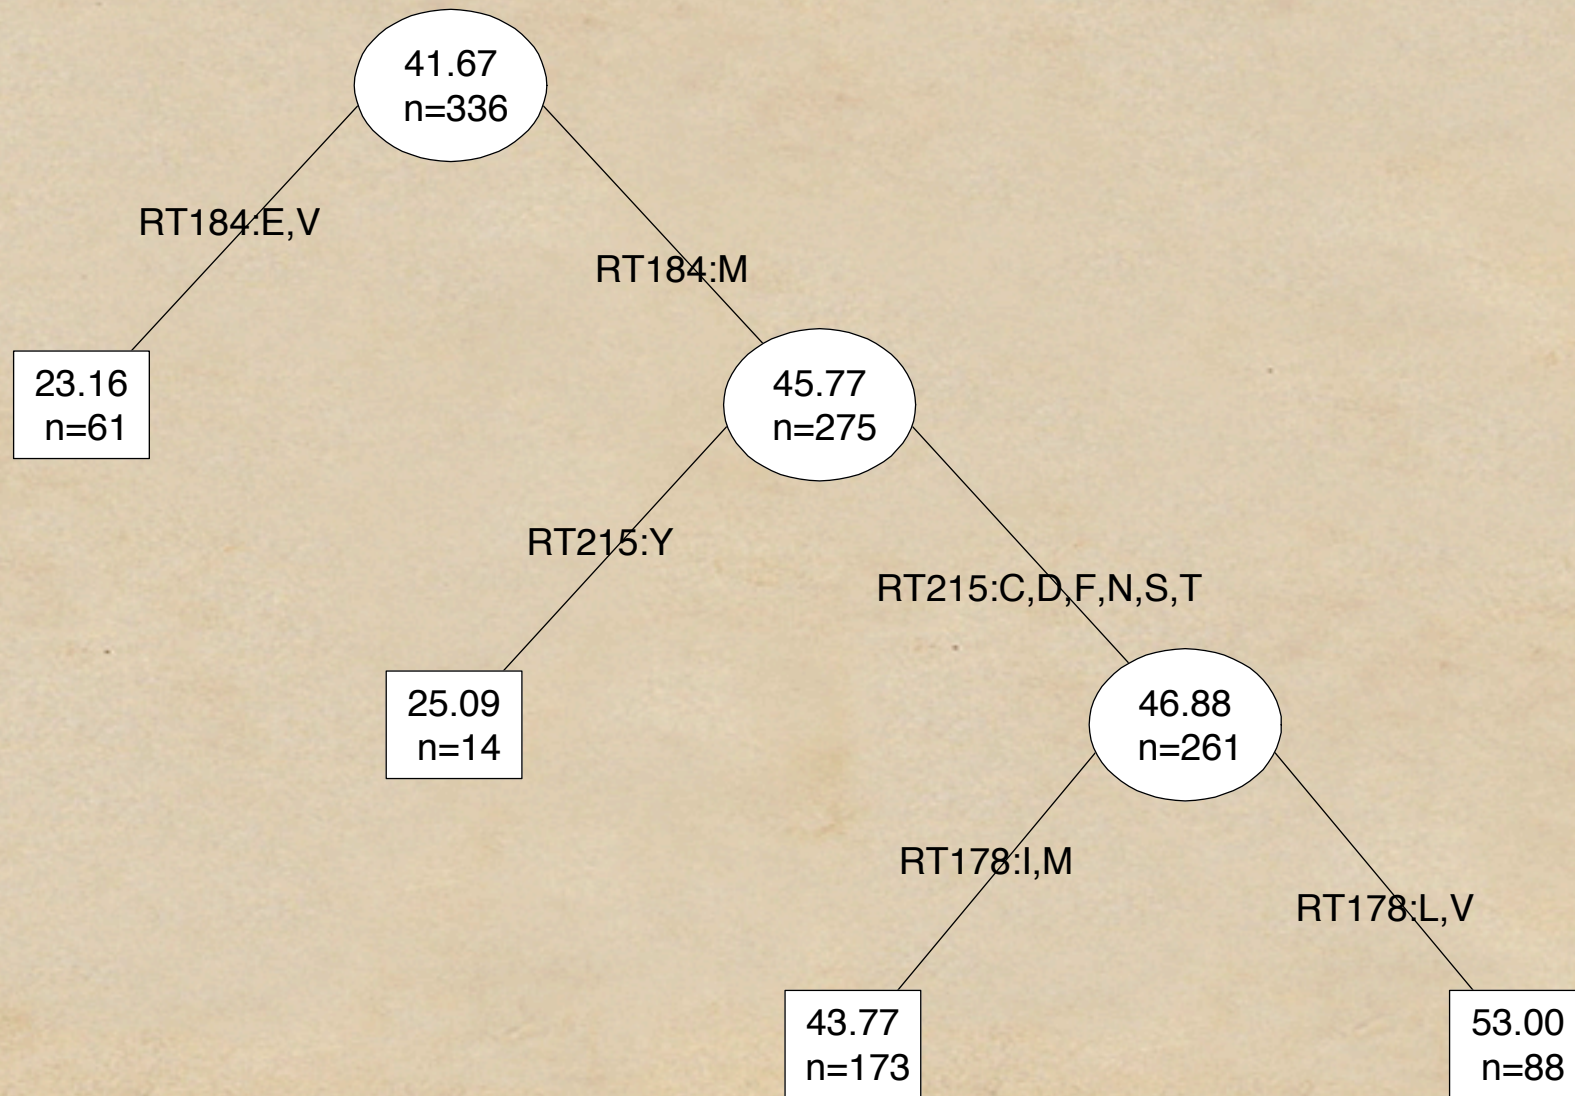 41.67
n=336
RT184:E,V
RT184:M
23.16
n=61
45.77
n=275
RT215:Y
RT215:C,D,F,N,S,T
25.09
n=14
46.88
n=261
RT178:I,M
RT178:L,V
43.77
n=173
53.00
n=88